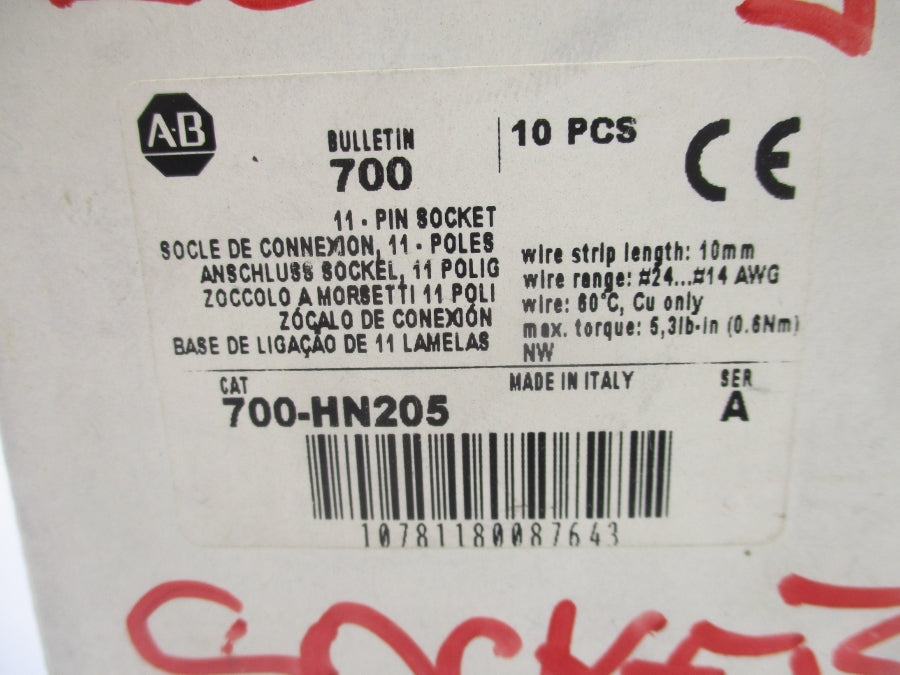 A·B
BULLETIN
700
10 PCS
CE
11 - PIN SOCKET
SOCLE DE CONNEXION, 11 - POLES
ANSCHLUSS SOCKEL, 11 POLIG
ZOCCOLO A MORSETTI 11 POLI
ZÓCALO DE CONEXIÓN
BASE DE LIGAÇÃO DE 11 LAMELAS
wire strip length: 10mm
wire range: #24...#14 AWG
wire: 60°C, Cu only
max. torque: 5,3lb-in (0.6Nm)
NW
CAT
700-HN205
MADE IN ITALY
SER
A
10781180087643
SOCKETS